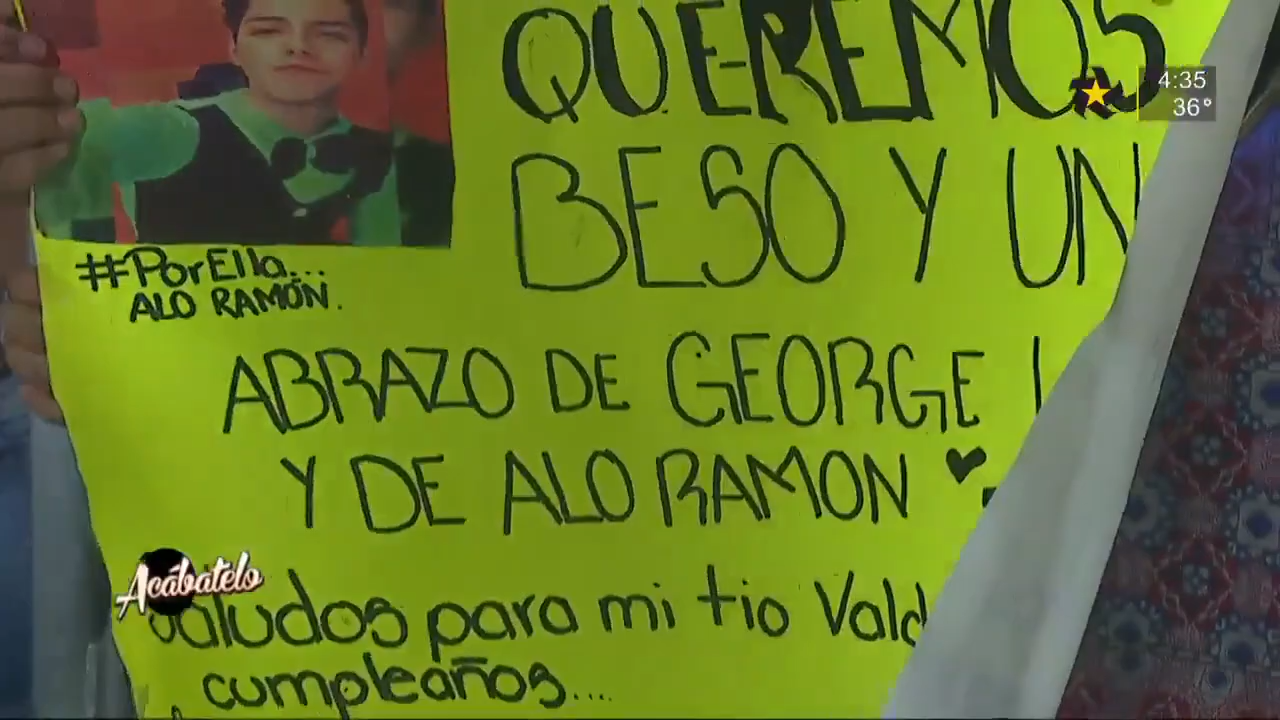 QUEREMOS
BESO Y UN
#PorElla...
ALO RAMÓN.
ABRAZO DE GEORGE
Y DE ALO RAMON
Saludos para mi tio
cumpleaños....
Acábatelo
4:35
36°